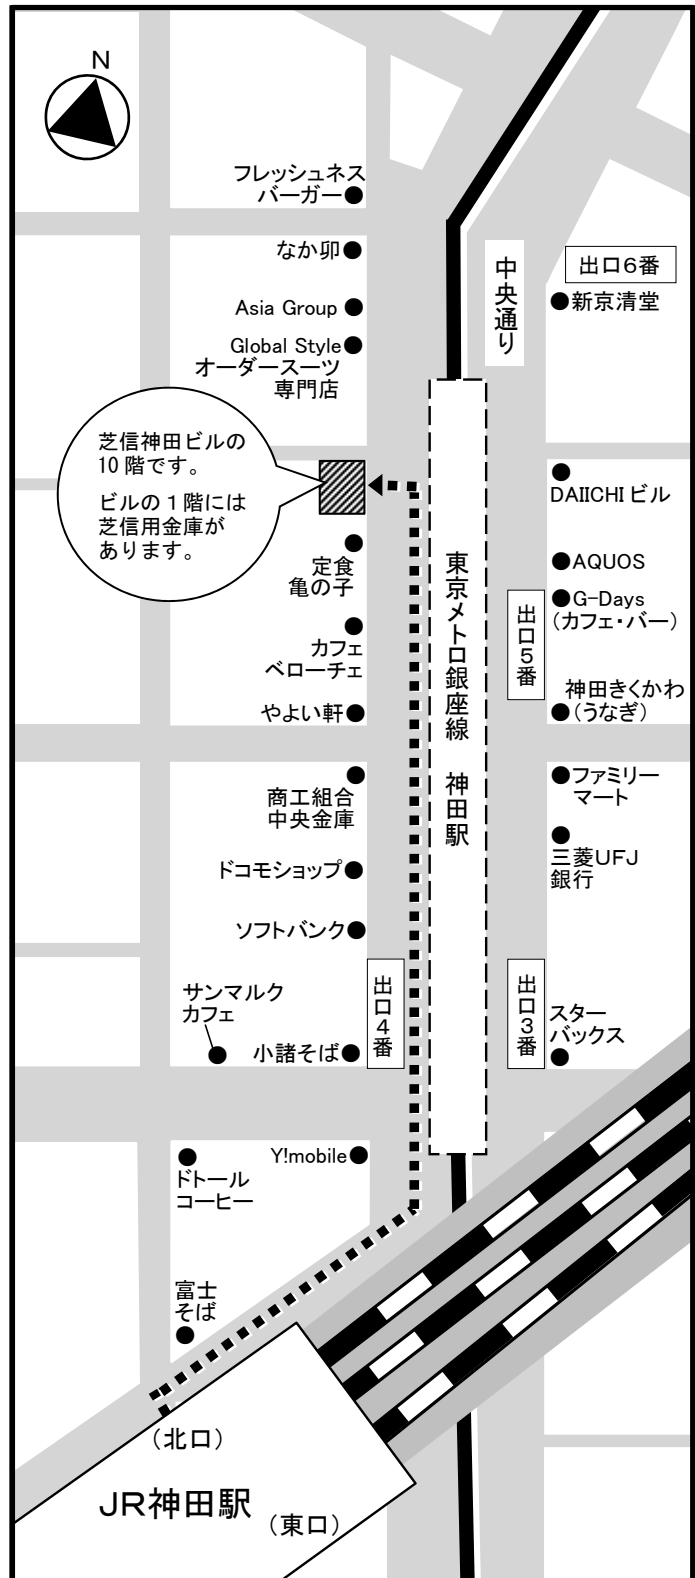 N
フレッシュネス
バーガー
なか卯
Asia Group
Global Style
オーダースーツ
専門店
中央通り
出口6番
新京清堂
芝信神田ビルの
10階です。
ビルの1階には
芝信用金庫が
あります。
DAIICHIビル
定食
亀の子
AQUOS
G-Days
(カフェ・バー)
出口5番
カフェ
ベローチェ
神田きくかわ
(うなぎ)
やよい軒
東京メトロ銀座線 神田駅
商工組合
中央金庫
ファミリー
マート
三菱UFJ
銀行
ドコモショップ
ソフトバンク
出口4番
出口3番
サンマルク
カフェ
小諸そば
スター
バックス
Y!mobile
ドトール
コーヒー
富士
そば
(北口)
JR神田駅
(東口)